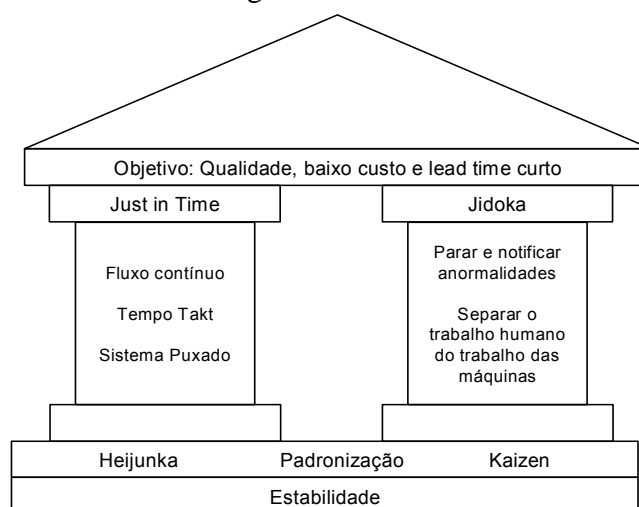 Objetivo: Qualidade, baixo custo e lead time curto
Just in Time
Jidoka
Fluxo contínuo
Tempo Takt
Sistema Puxado
Parar e notificar
anormalidades
Separar o
trabalho humano
do trabalho das
máquinas
Heijunka Padronização Kaizen
Estabilidade